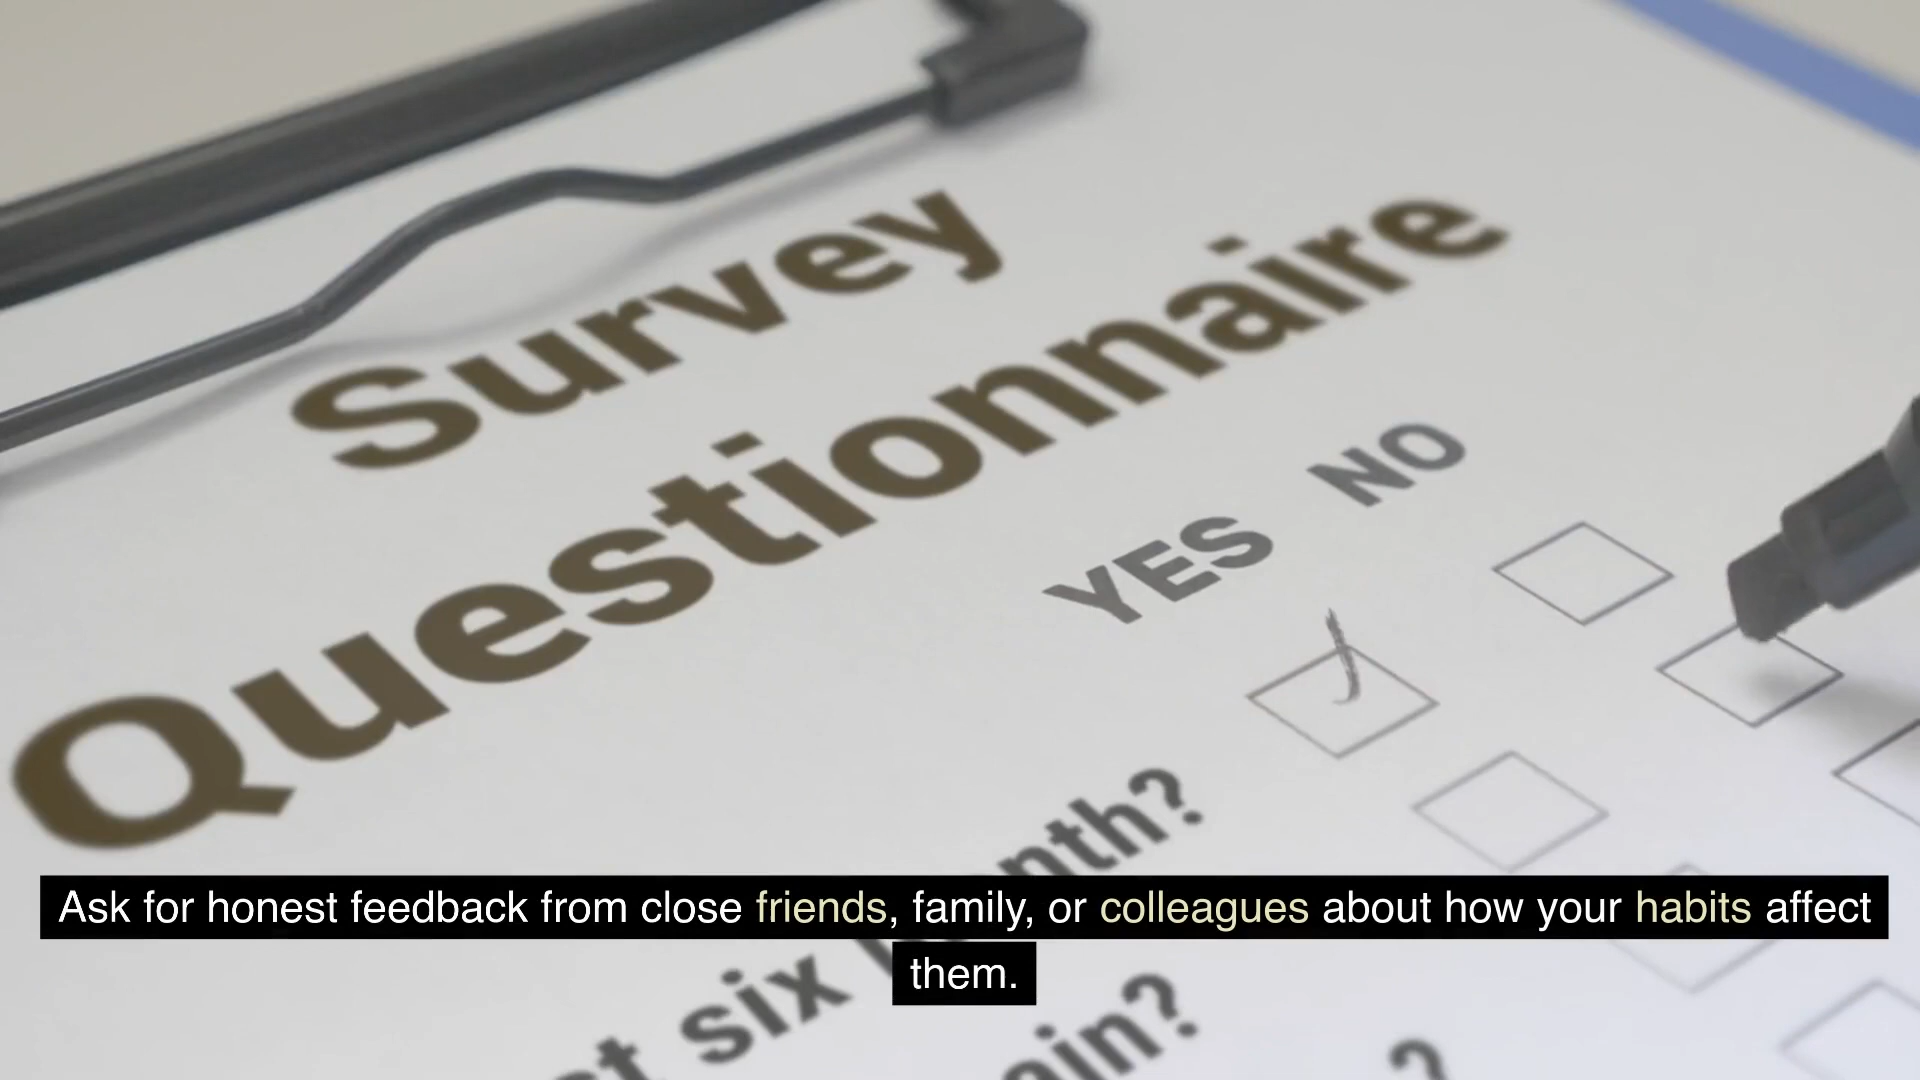 Survey
Questionnaire
YES NO
Ask for honest feedback from close friends, family, or colleagues about how your habits affect
them.
six